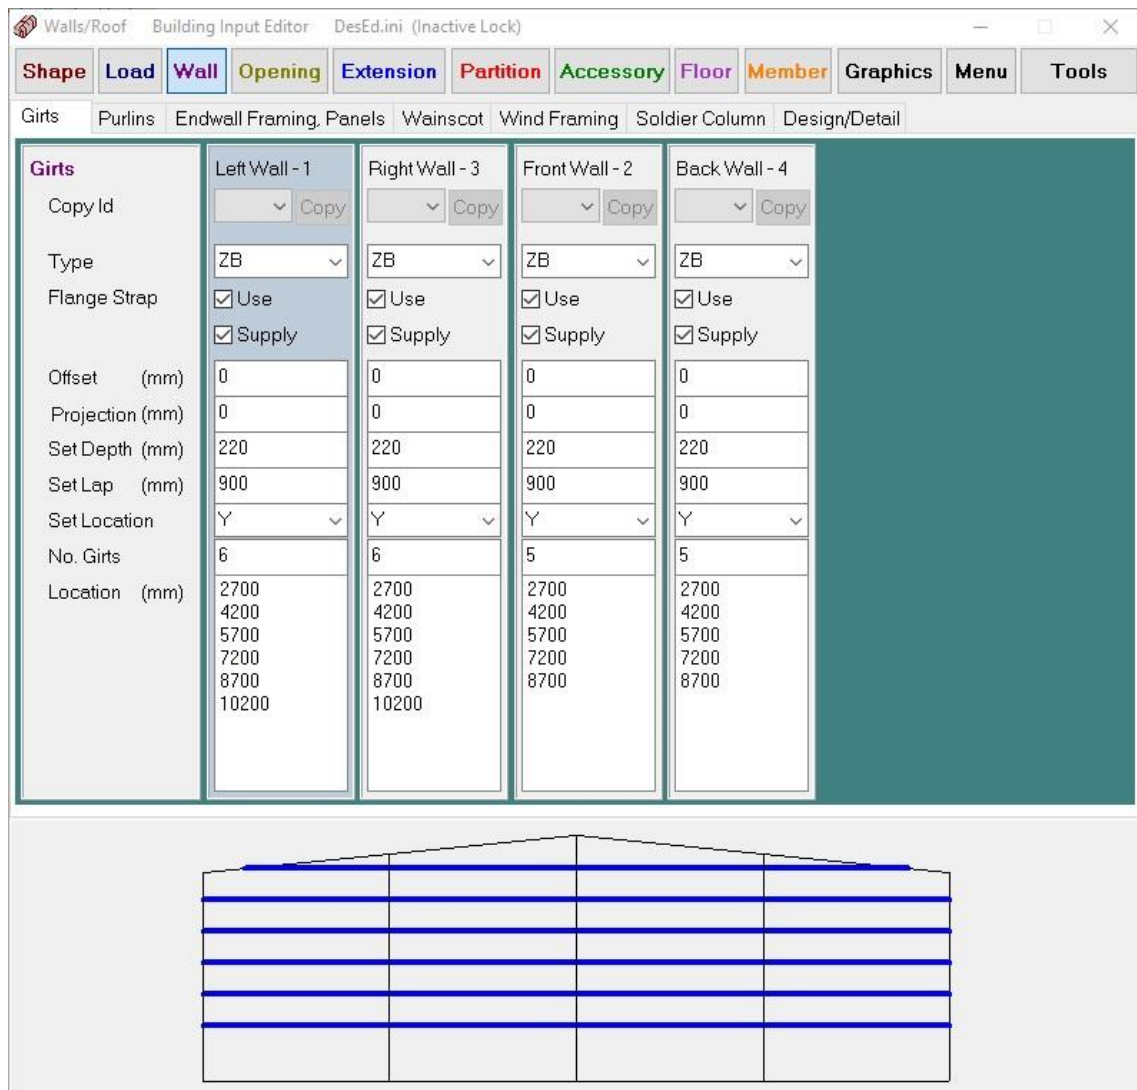 Walls/Roof Building Input Editor DesEd.ini (Inactive Lock)
Shape Load Wall Opening Extension Partition Accessory Floor Member Graphics Menu Tools
Girts Purlins Endwall Framing, Panels Wainscot Wind Framing Soldier Column Design/Detail
Girts Left Wall - 1 Right Wall - 3 Front Wall - 2 Back Wall - 4
Copy Id Copy Copy Copy Copy
Type ZB ZB ZB ZB
Flange Strap Use Use Use Use
Supply Supply Supply Supply
Offset (mm) 0 0 0 0
Projection (mm) 0 0 0 0
Set Depth (mm) 220 220 220 220
Set Lap (mm) 900 900 900 900
Set Location Y Y Y Y
No. Girts 6 6 5 5
Location (mm) 2700 2700 2700 2700
4200 4200 4200 4200
5700 5700 5700 5700
7200 7200 7200 7200
8700 8700 8700 8700
10200 10200